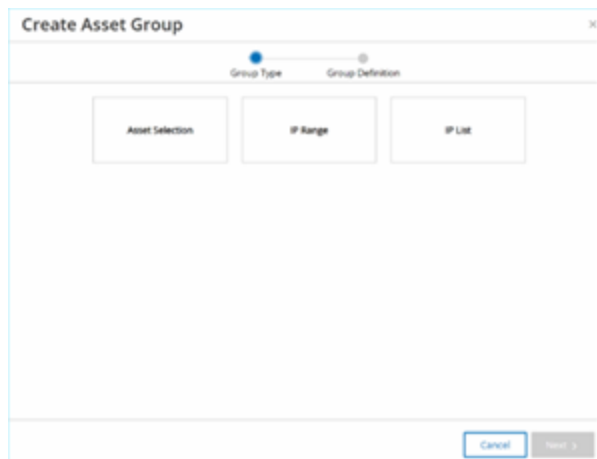 Create Asset Group
×
Group Type Group Definition
Asset Selection IP Range IP List
Cancel Next >